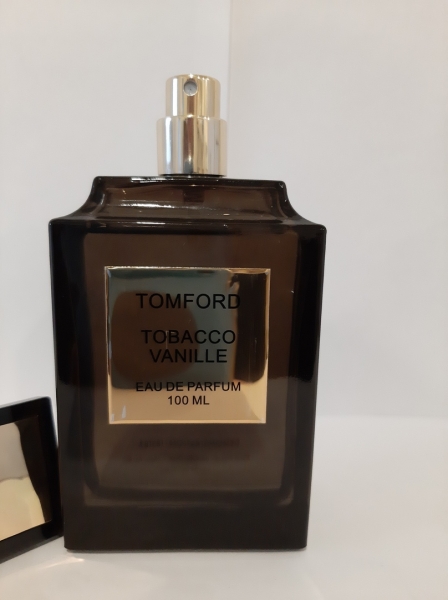 TOMFORD
TOBACCO
VANILLE
EAU DE PARFUM
100 ML